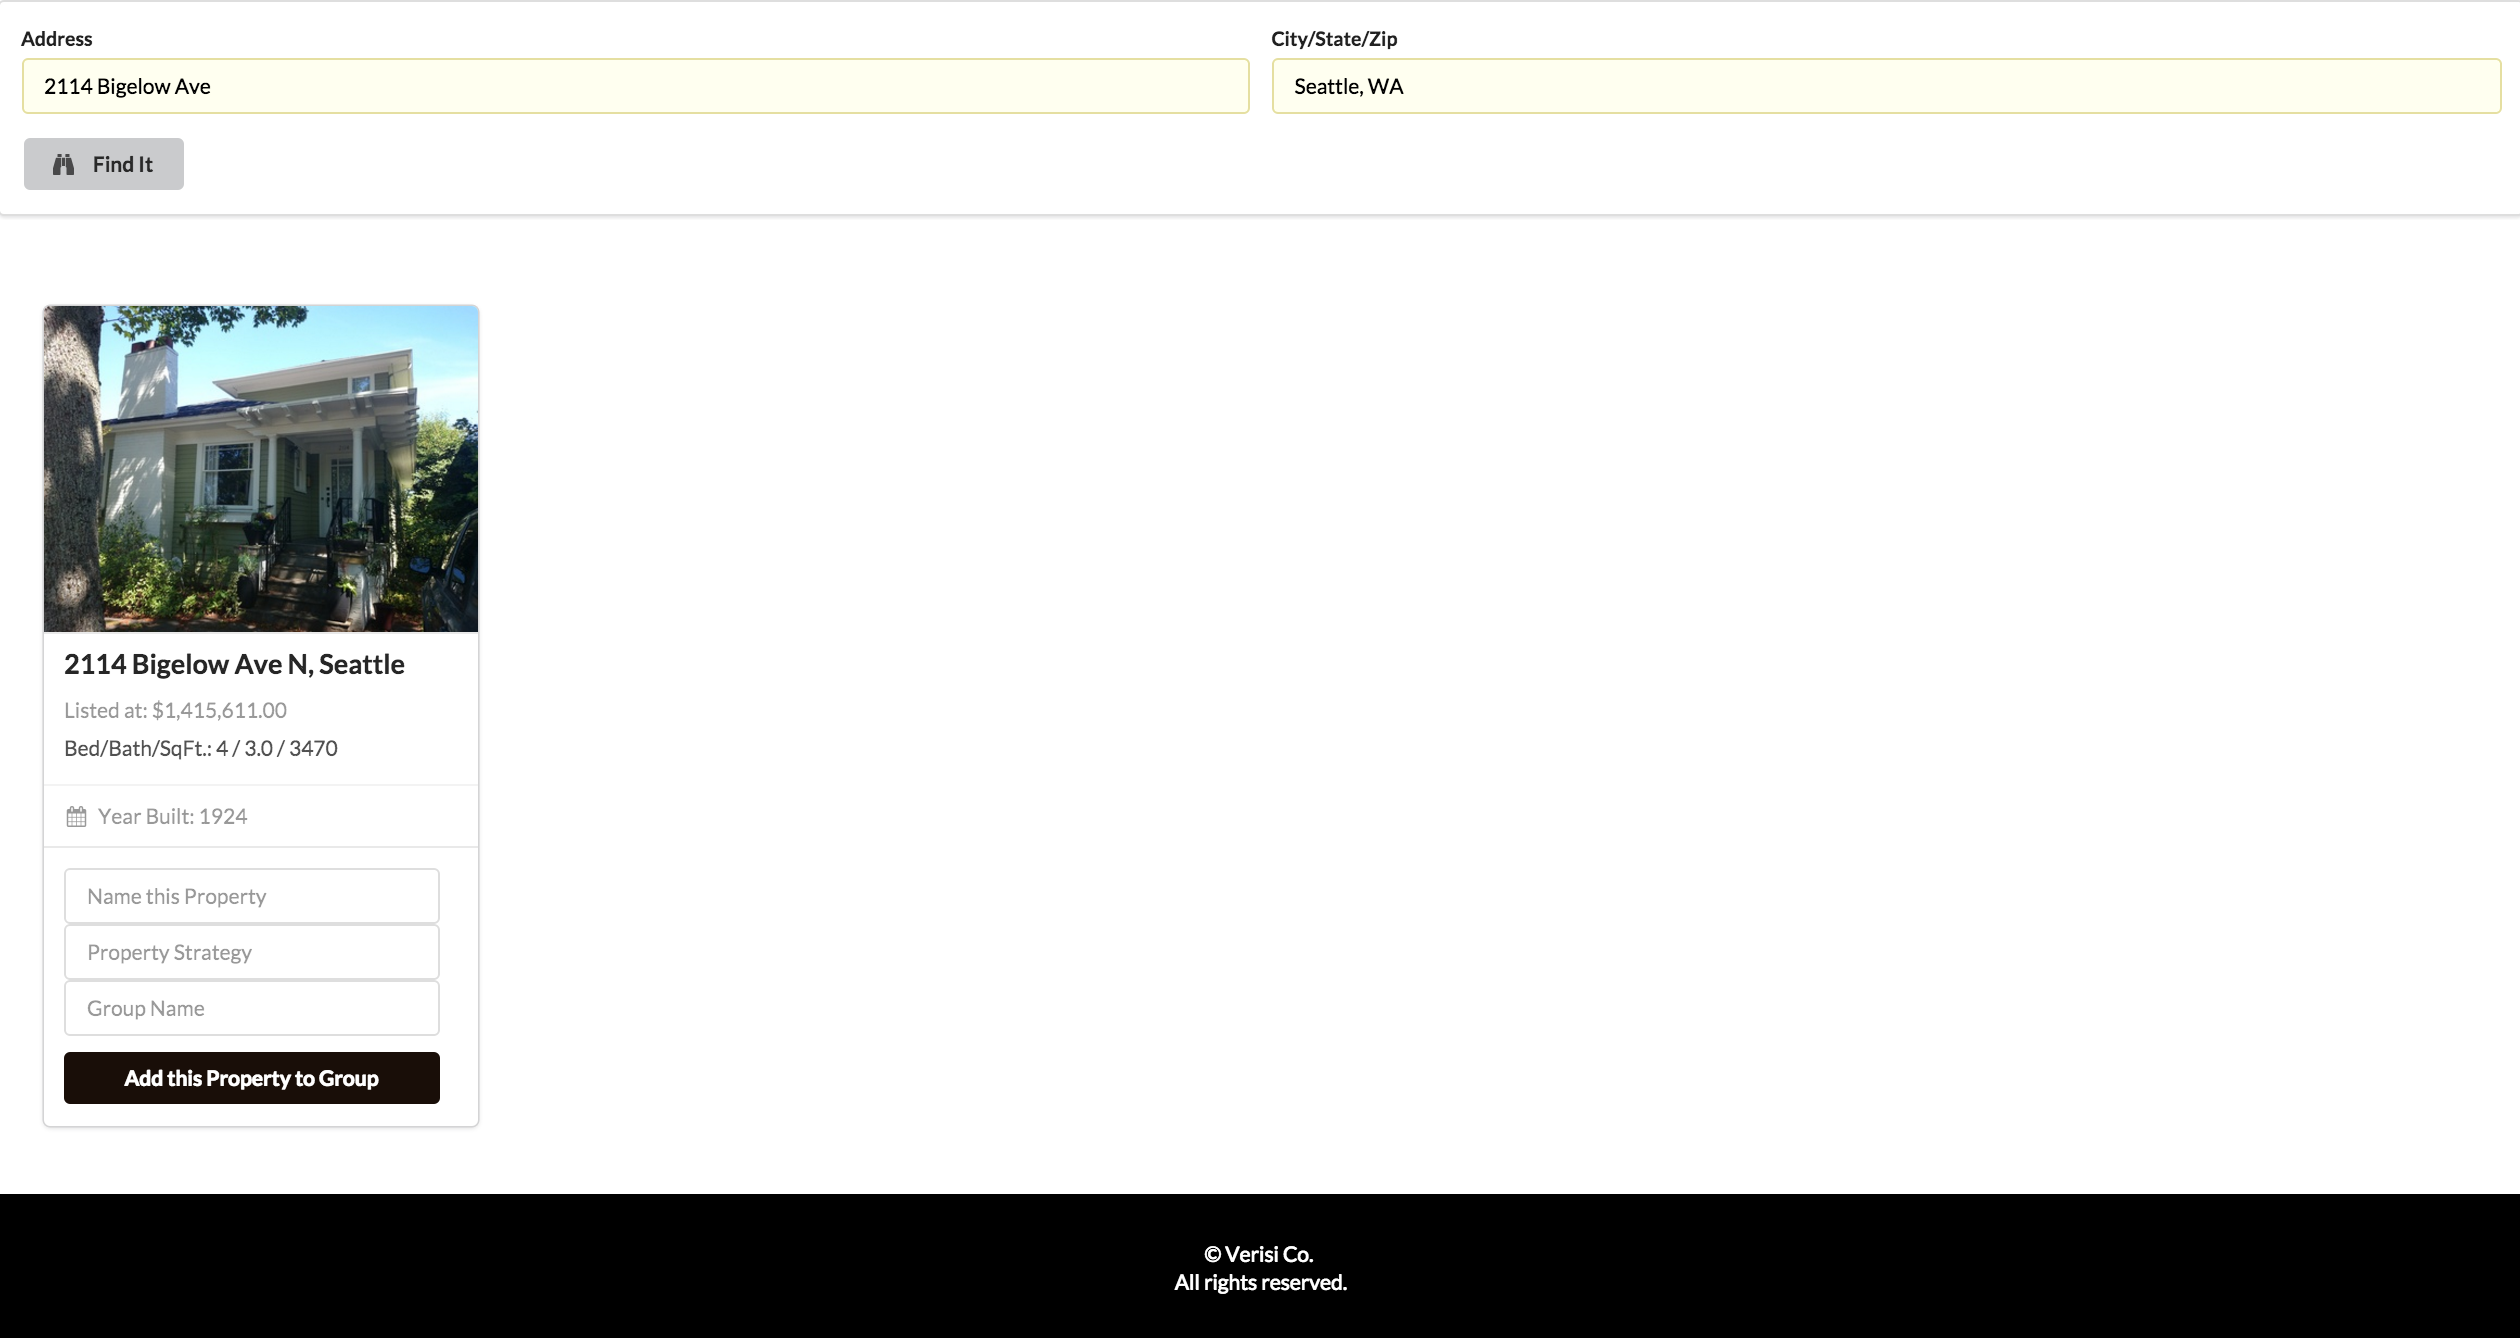 Address
City/State/Zip
2114 Bigelow Ave
Seattle, WA
Find It
2114 Bigelow Ave N, Seattle
Listed at: $1,415,611.00
Bed/Bath/SqFt.: 4 / 3.0 / 3470
Year Built: 1924
Name this Property
Property Strategy
Group Name
Add this Property to Group
© Verisi Co.
All rights reserved.